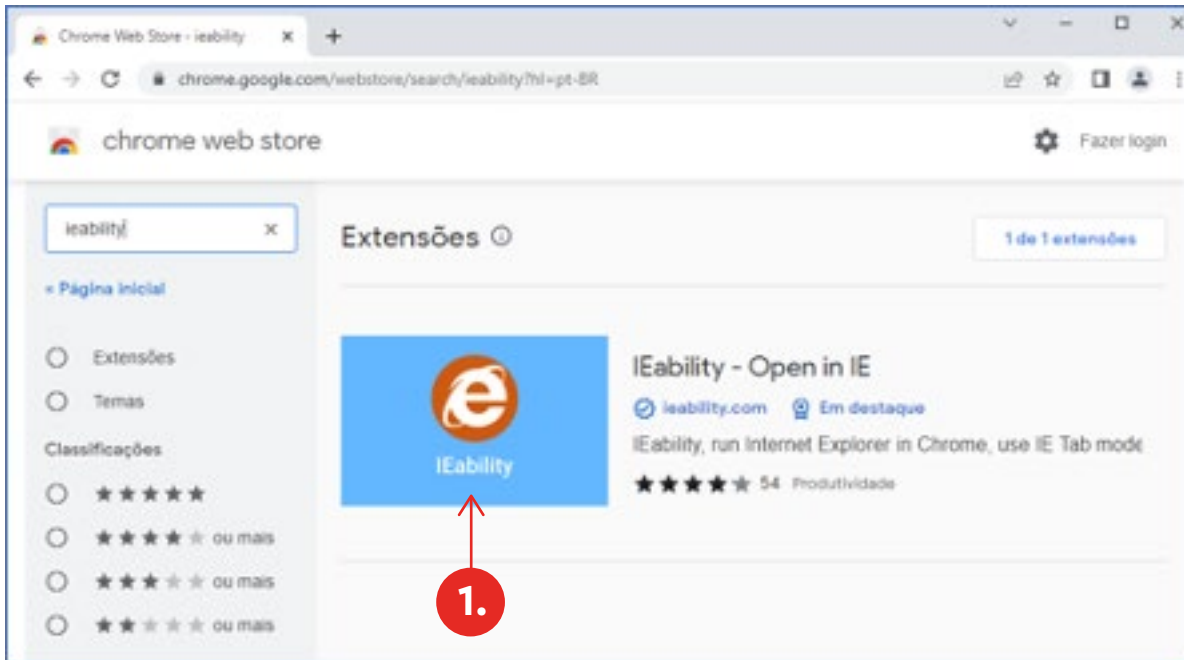 Chrome Web Store - ieability
chrome.google.com/webstore/search/ieability?hl=pt-BR
chrome web store
Fazer login
ieability
Extensões
1 de 1 extensões
« Página inicial
Extensões
Temas
Classificações
ou mais
ou mais
ou mais
IEability
IEability - Open in IE
ieability.com Em destaque
IEability, run Internet Explorer in Chrome, use IE Tab mode
54 Produtividade
1.